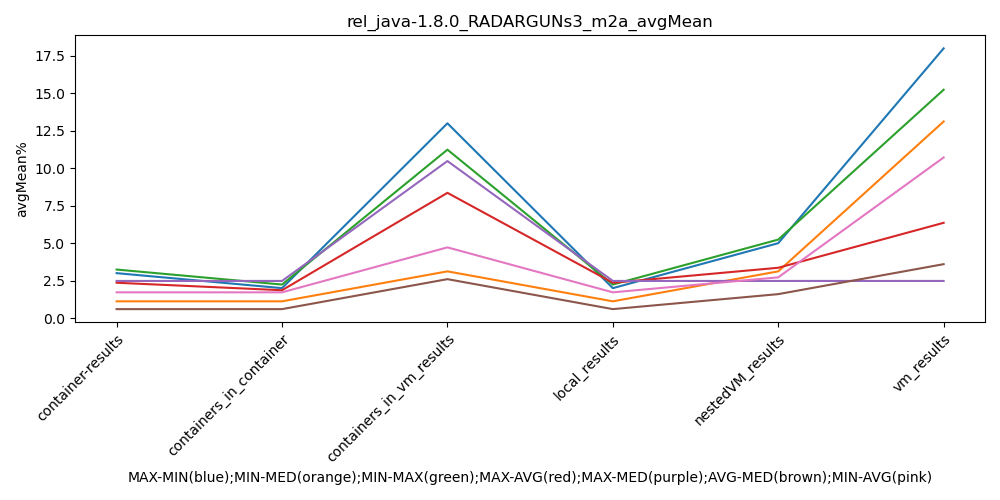 rel_java-1.8.0_RADARGUNs3_m2a_avgMean
avgMean%
17.5
15.0
12.5
10.0
7.5
5.0
2.5
0.0
container-results
containers_in_container
containers_in_vm_results
local_results
nestedVM_results
vm_results
MAX-MIN(blue);MIN-MED(orange);MIN-MAX(green);MAX-AVG(red);MAX-MED(purple);AVG-MED(brown);MIN-AVG(pink)